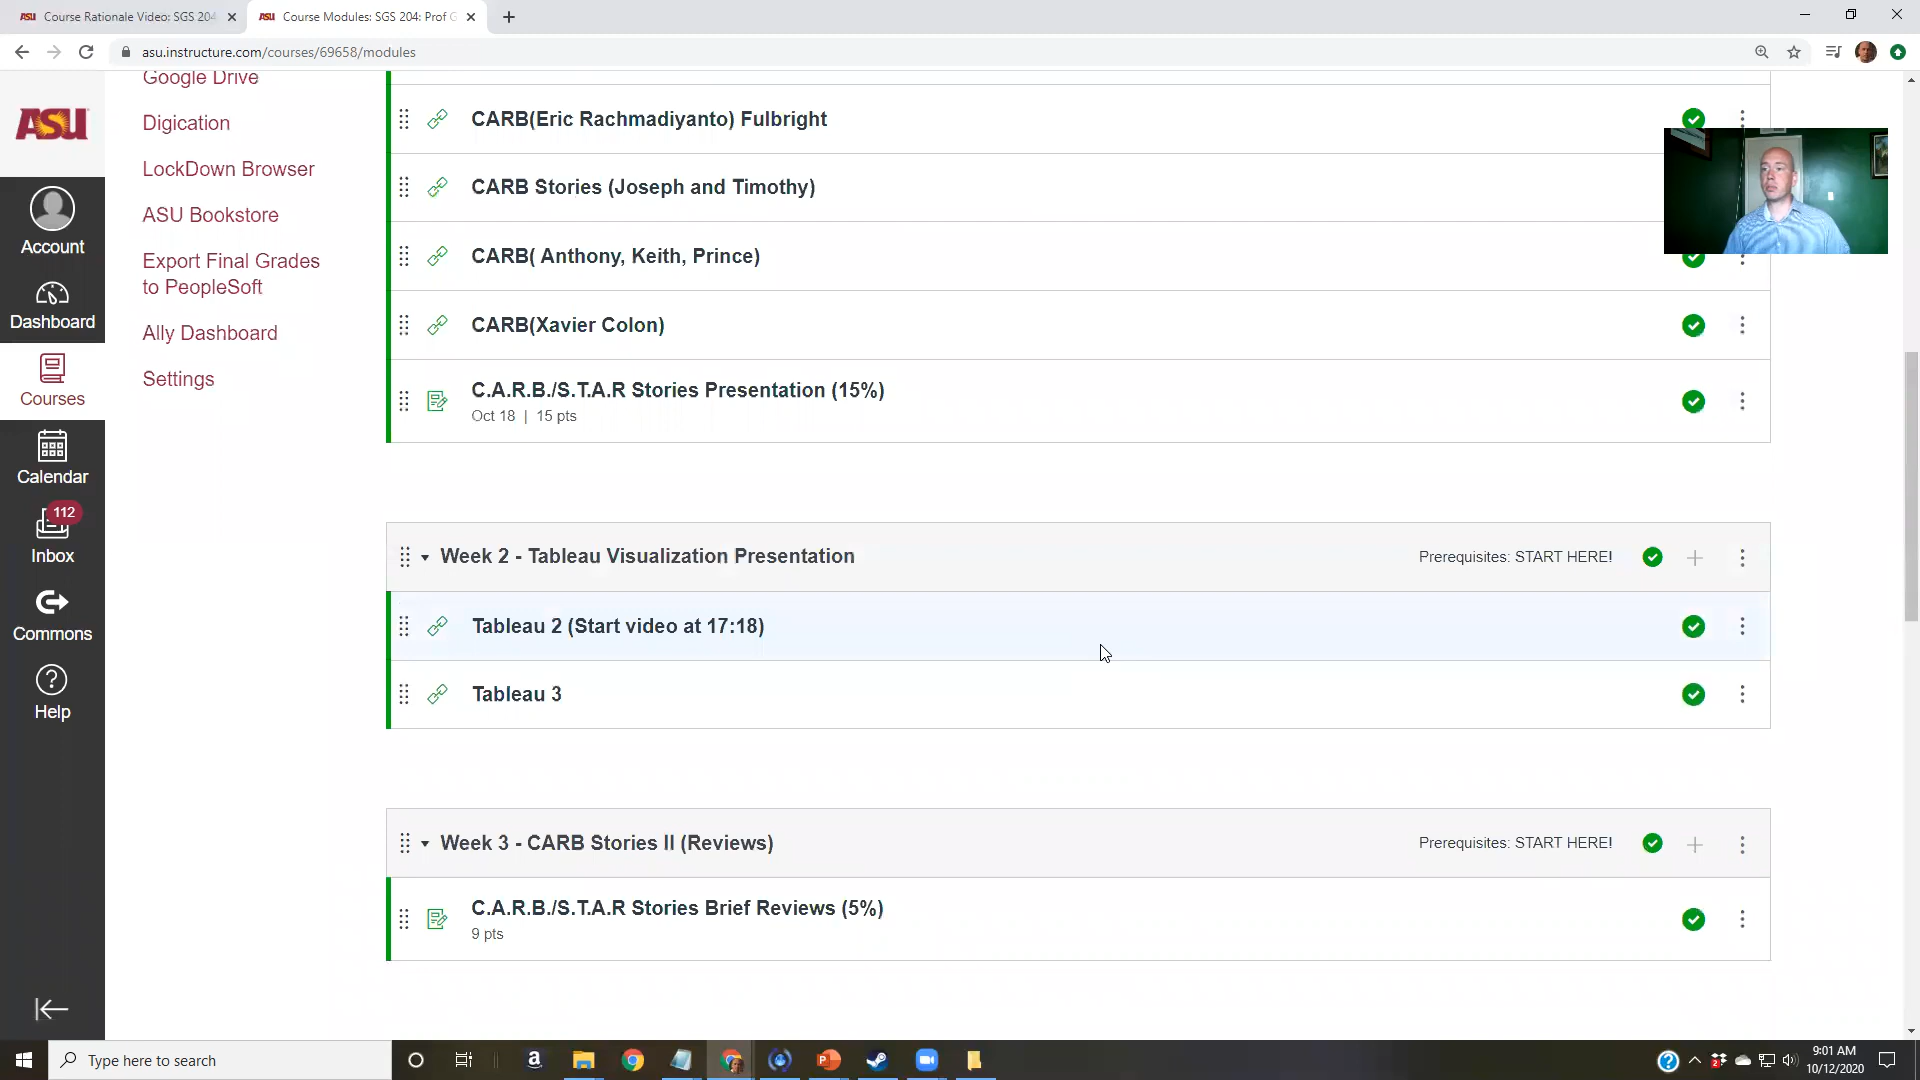 Course Rationale Video: SGS 204
Course Modules: SGS 204: Prof G
asu.instructure.com/courses/69658/modules
ASU
Account
Dashboard
Courses
Calendar
112
Inbox
Commons
Help
Google Drive
Digication
LockDown Browser
ASU Bookstore
Export Final Grades
to PeopleSoft
Ally Dashboard
Settings
CARB(Eric Rachmadiyanto) Fulbright
CARB Stories (Joseph and Timothy)
CARB( Anthony, Keith, Prince)
CARB(Xavier Colon)
C.A.R.B./S.T.A.R Stories Presentation (15%)
Oct 18 | 15 pts
Week 2 - Tableau Visualization Presentation
Prerequisites: START HERE!
Tableau 2 (Start video at 17:18)
Tableau 3
Week 3 - CARB Stories II (Reviews)
Prerequisites: START HERE!
C.A.R.B./S.T.A.R Stories Brief Reviews (5%)
9 pts
Type here to search
9:01 AM
10/12/2020